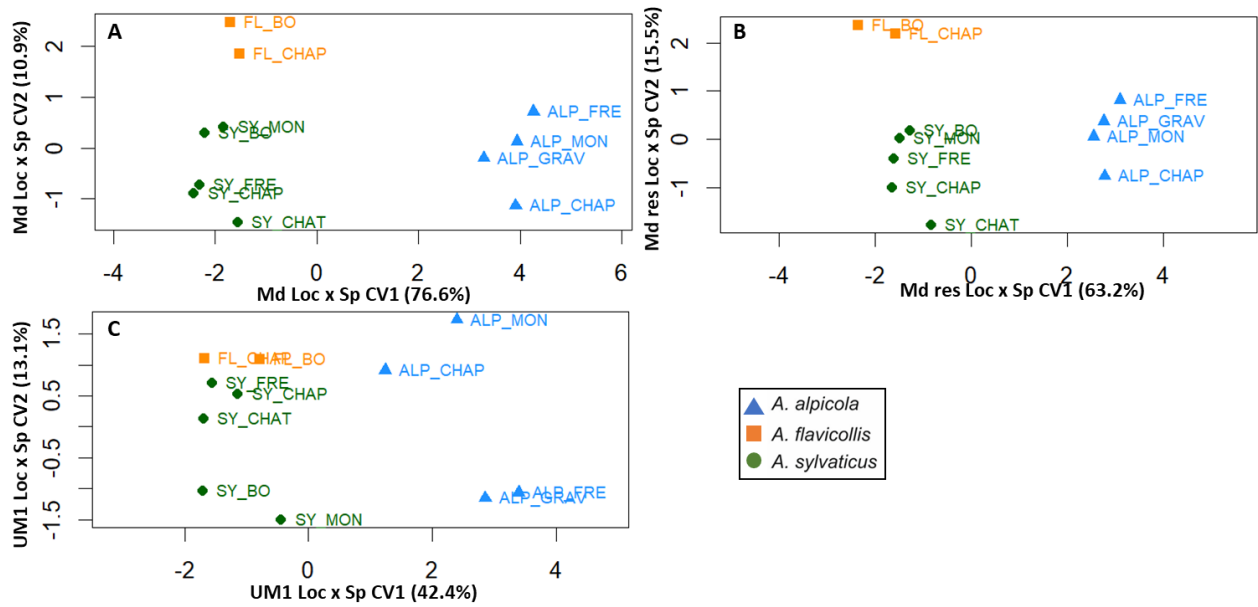 A
FL_BO
FL_CHAP
SY_MON
SY_BO
SY_FRE
SY_CHAP
SY_CHAT
ALP_FRE
ALP_MON
ALP_GRAV
ALP_CHAP
Md Loc x Sp CV2 (10.9%)
2
1
0
-1
-4 -2 0 2 4 6
Md Loc x Sp CV1 (76.6%)
B
FL_BO
FL_CHAP
SY_BO
SY_MON
SY_FRE
SY_CHAP
SY_CHAT
ALP_FRE
ALP_GRAV
ALP_MON
ALP_CHAP
Md res Loc x Sp CV2 (15.5%)
2
1
0
-1
-4 -2 0 2 4
Md res Loc x Sp CV1 (63.2%)
C
ALP_MON
FL_CHAP
FL_BO
ALP_CHAP
SY_FRE
SY_CHAP
SY_CHAT
SY_BO
ALP_FRE
ALP_GRAV
SY_MON
UM1 Loc x Sp CV2 (13.1%)
1.5
0.5
-0.5
-1.5
-2 0 2 4
UM1 Loc x Sp CV1 (42.4%)
A. alpicola
A. flavicollis
A. sylvaticus